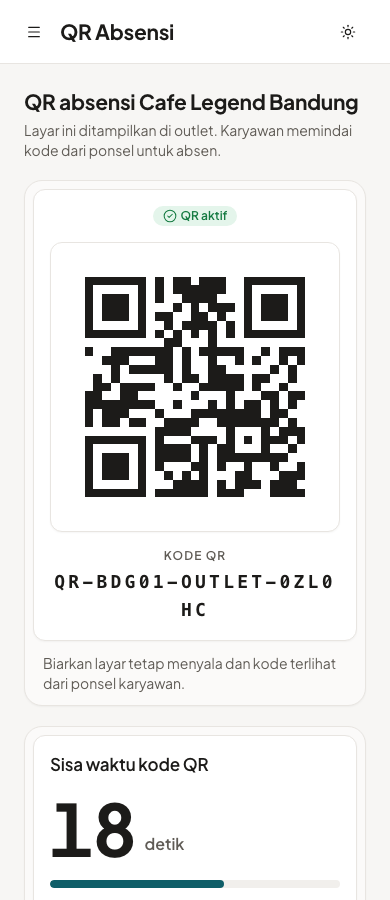 QR Absensi
QR absensi Cafe Legend Bandung
Layar ini ditampilkan di outlet. Karyawan memindai
kode dari ponsel untuk absen.
QR aktif
KODE QR
QR–BDG01–OUTLET–0ZL0
HC
Biarkan layar tetap menyala dan kode terlihat
dari ponsel karyawan.
Sisa waktu kode QR
18 detik